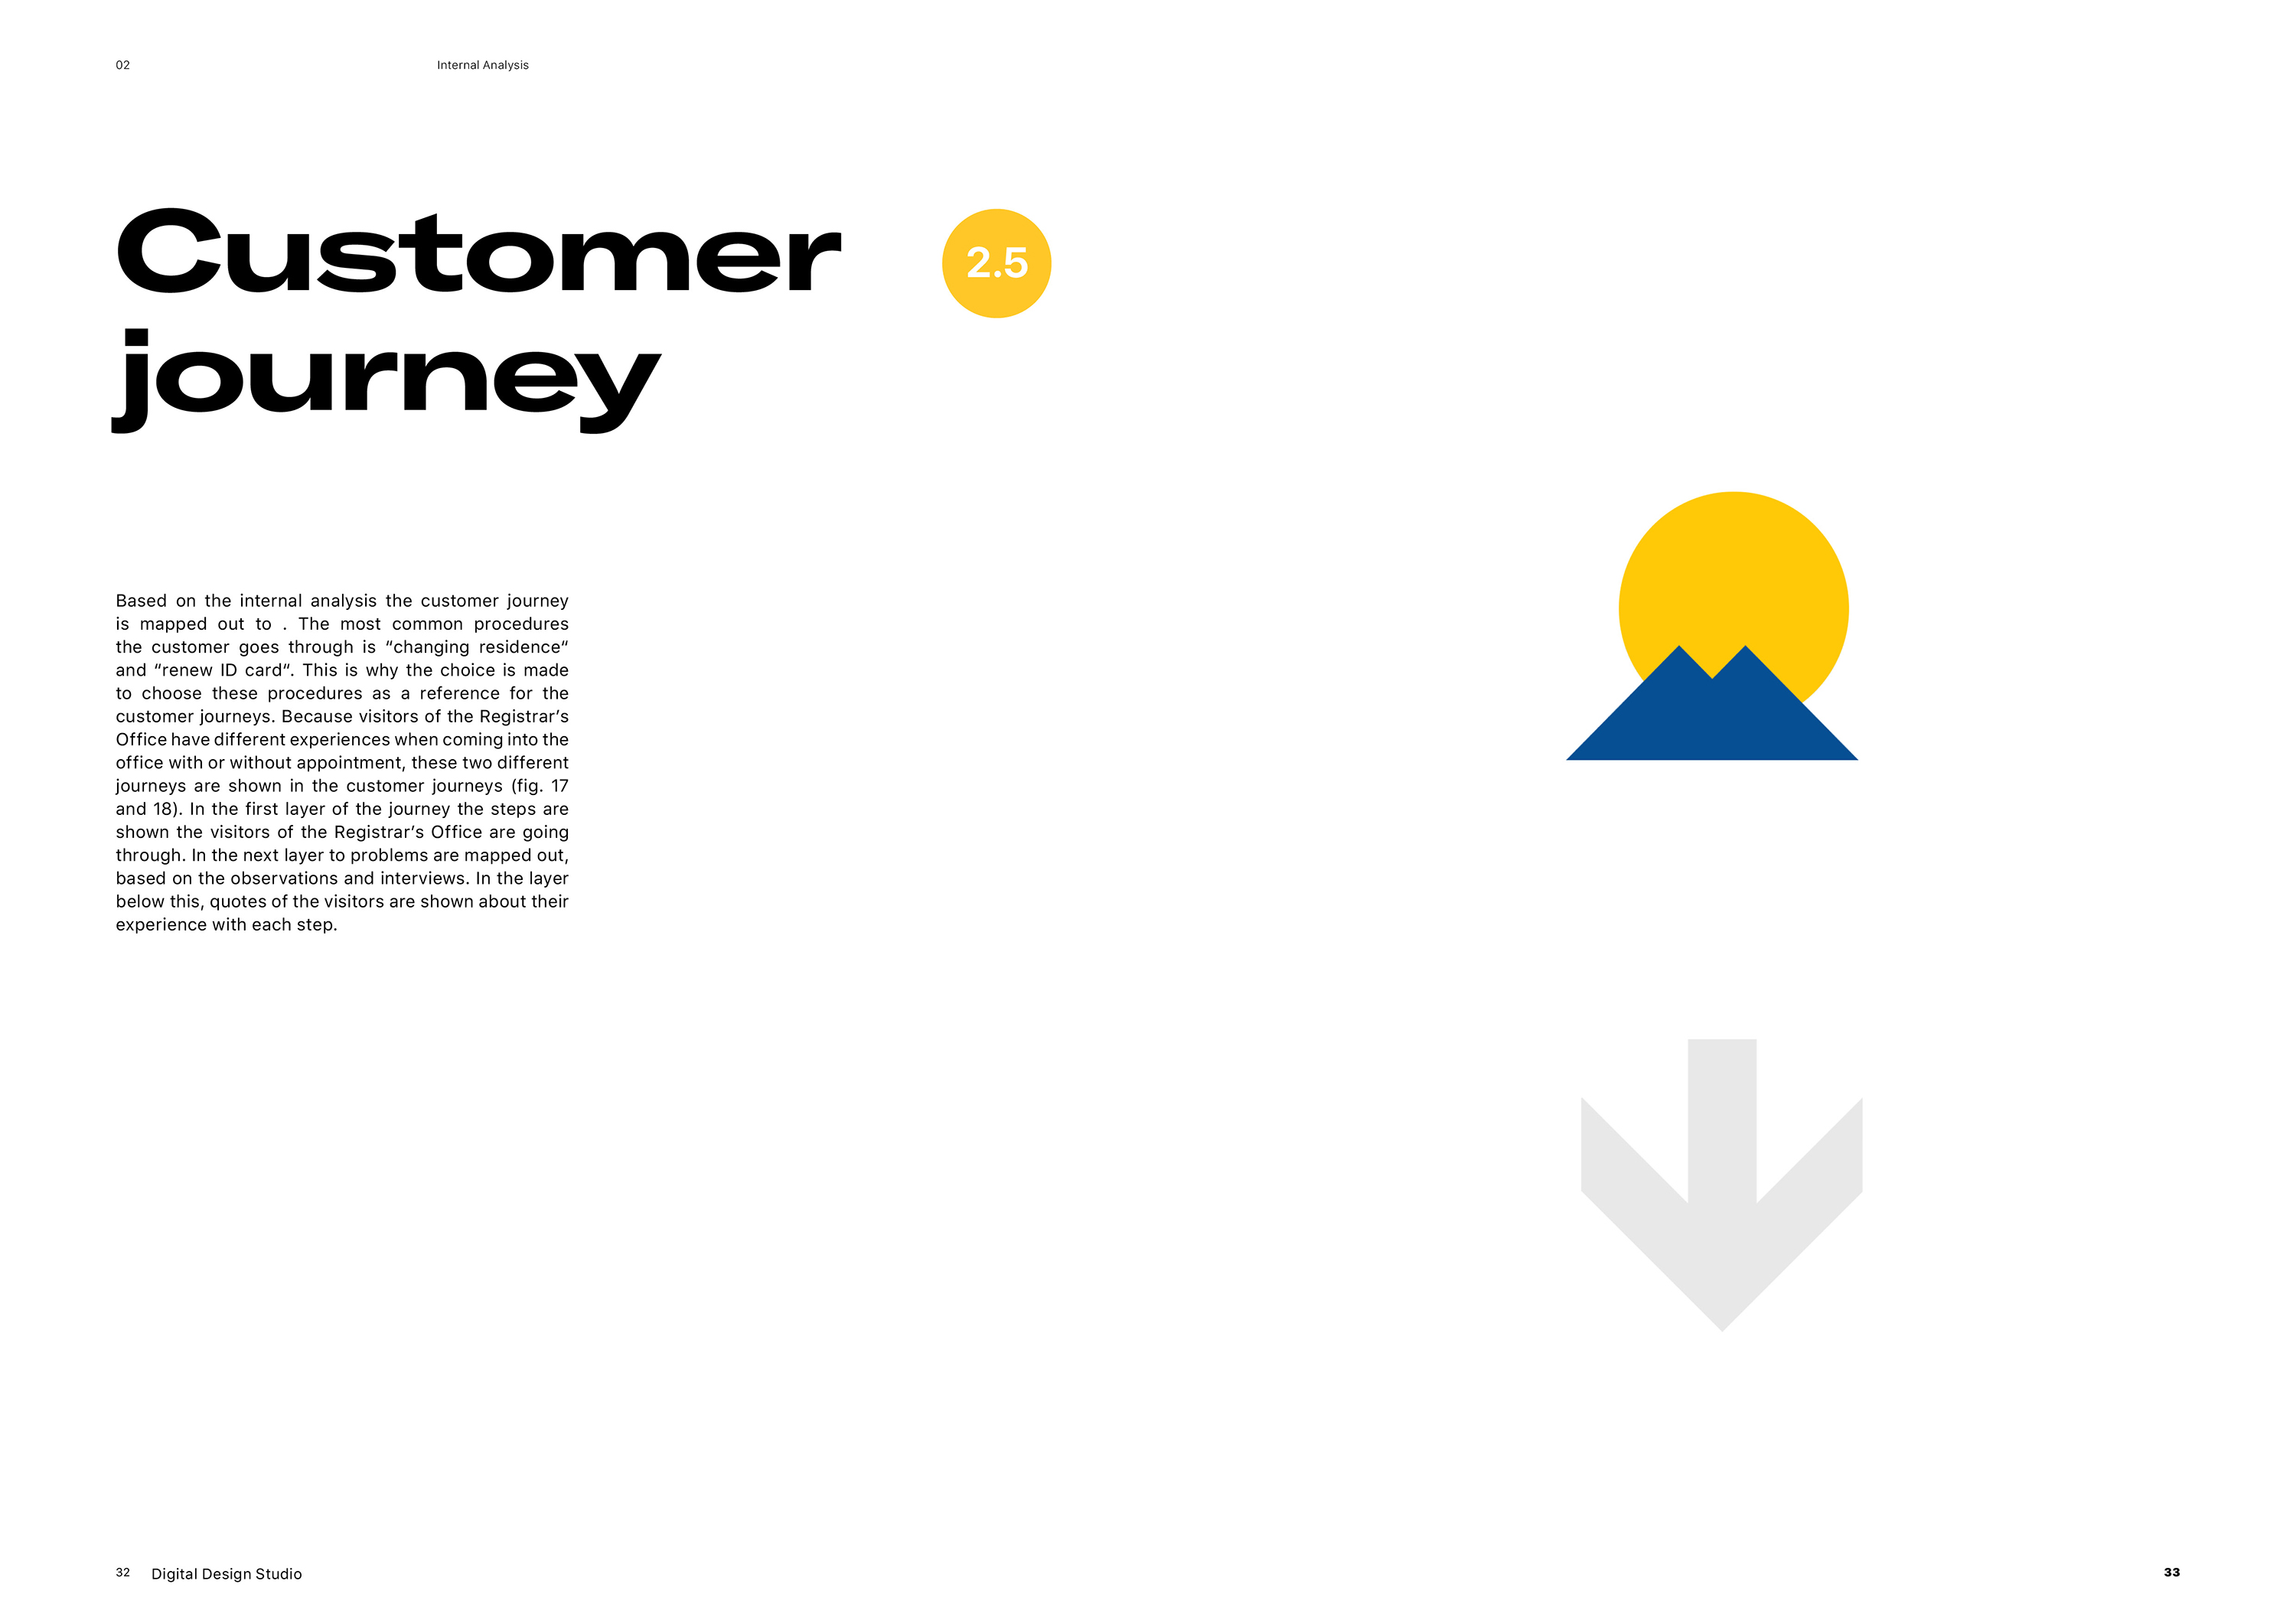 02
Internal Analysis
Customer
journey
2.5
Based on the internal analysis the customer journey
is mapped out to . The most common procedures
the customer goes through is “changing residence“
and “renew ID card“. This is why the choice is made
to choose these procedures as a reference for the
customer journeys. Because visitors of the Registrar’s
Office have different experiences when coming into the
office with or without appointment, these two different
journeys are shown in the customer journeys (fig. 17
and 18). In the first layer of the journey the steps are
shown the visitors of the Registrar’s Office are going
through. In the next layer to problems are mapped out,
based on the observations and interviews. In the layer
below this, quotes of the visitors are shown about their
experience with each step.
32
Digital Design Studio
33